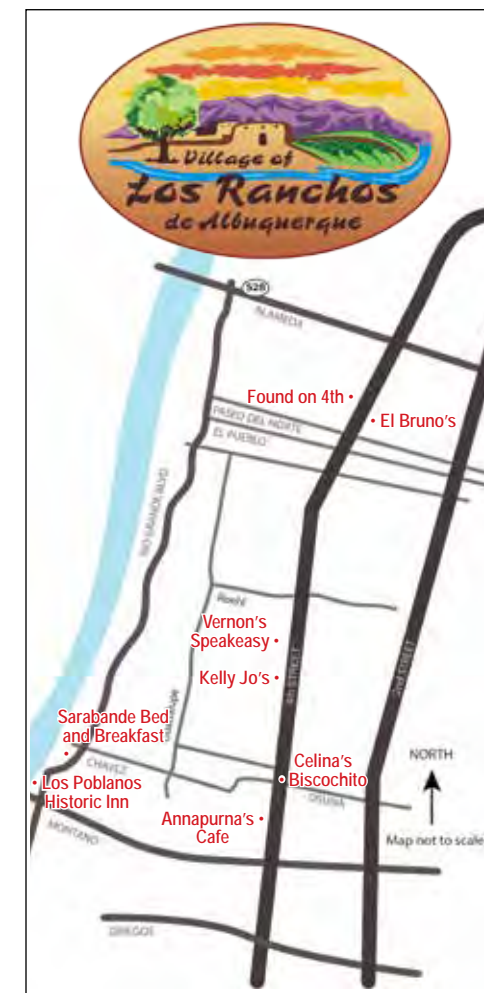 Village of
Los Ranchos
de Albuquerque
528
ALAMEDA
Found on 4th
El Bruno's
PASEO DEL NORTE
EL PUEBLO
RIO GRANDE BLVD
Roehl
Vernon's
Speakeasy
Kelly Jo's
4th STREET
2nd STREET
Sarabande Bed
and Breakfast
CHAVEZ
Los Poblanos
Historic Inn
Celina's
Biscochito
OSUNA
NORTH
Annapurna's
Cafe
Map not to scale
MONTANO
GRIEGOS